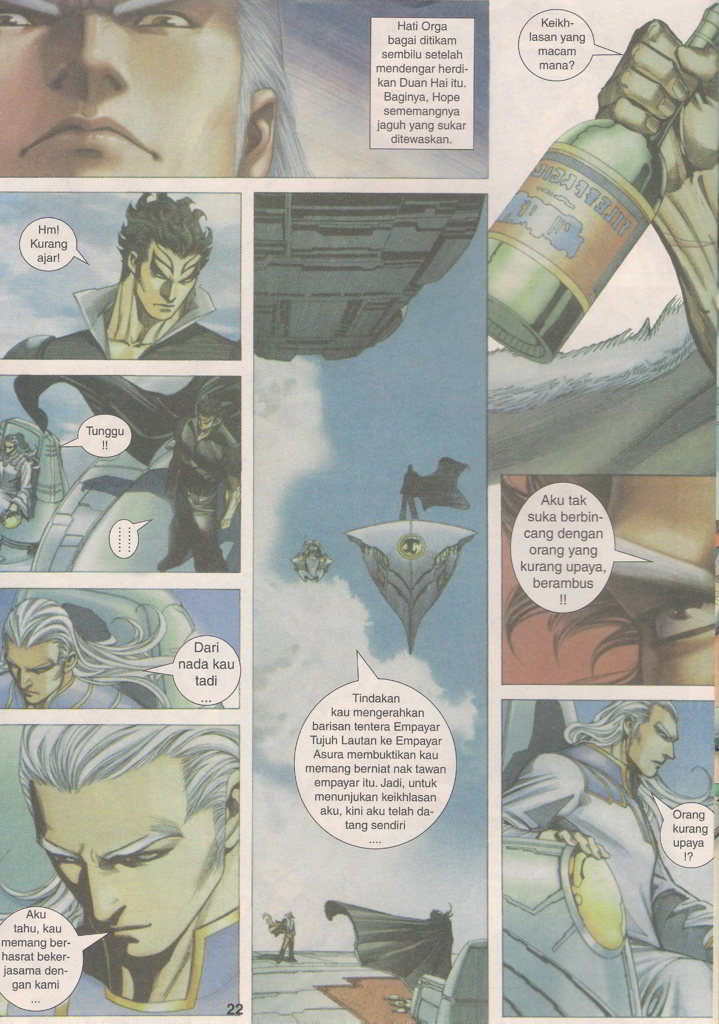 Hati Orga
bagai ditikam
sembilu setelah
mendengar herdi-
kan Duan Hai itu.
Baginya, Hope
sememangnya
jaguh yang sukar
ditewaskan.
Hm!
Kurang
ajar!
Tunggu
!!
Dari
nada kau
tadi
...
Aku
tahu, kau
memang ber-
hasrat beker-
jasama den-
gan kami
...
Tindakan
kau mengerahkan
barisan tentera Empayar
Tujuh Lautan ke Empayar
Asura membuktikan kau
memang berniat nak tawan
empayar itu. Jadi, untuk
menunjukan keikhlasan
aku, kini aku telah da-
tang sendiri
....
Keikh-
lasan yang
macam
mana?
Aku tak
suka berbin-
cang dengan
orang yang
kurang upaya,
berambus
!!
Orang
kurang
upaya
!?
22